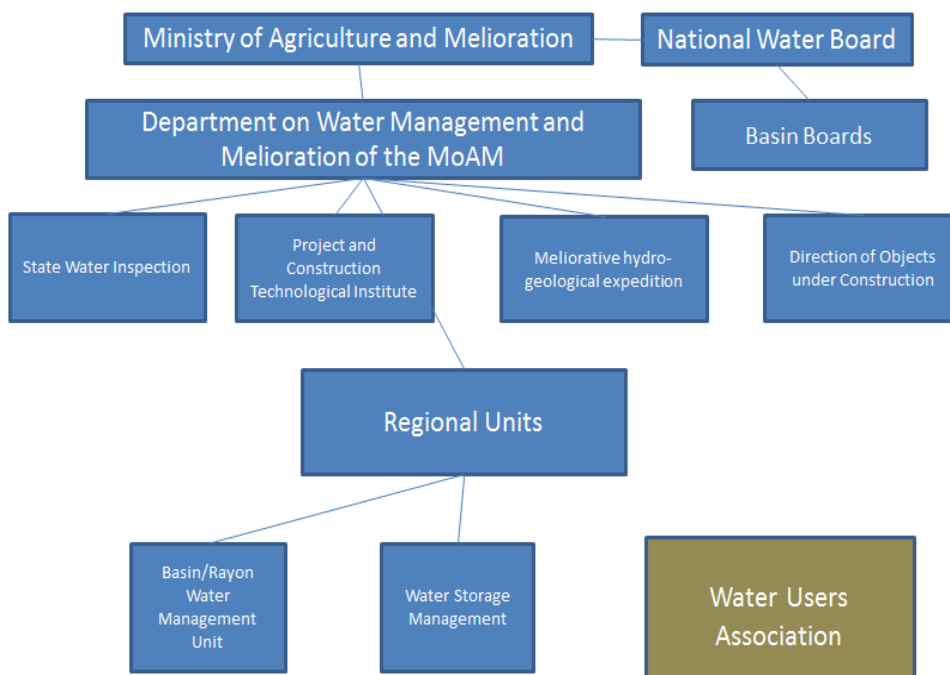 Ministry of Agriculture and Melioration
National Water Board
Department on Water Management and
Melioration of the MoAM
Basin Boards
State Water Inspection
Project and
Construction
Technological Institute
Meliorative hydro-
geological expedition
Direction of Objects
under Construction
Regional Units
Basin/Rayon
Water
Management
Unit
Water Storage
Management
Water Users
Association